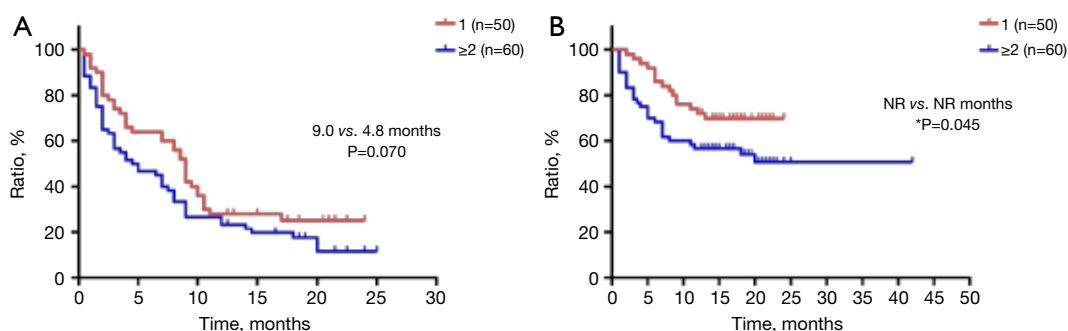 A
1 (n=50)
≥2 (n=60)
100
80
60
40
20
0
Ratio, %
9.0 vs. 4.8 months
P=0.070
0 5 10 15 20 25 30
Time, months
B
1 (n=50)
≥2 (n=60)
100
80
60
40
20
0
Ratio, %
NR vs. NR months
*P=0.045
0 5 10 15 20 25 30 35 40 45 50
Time, months